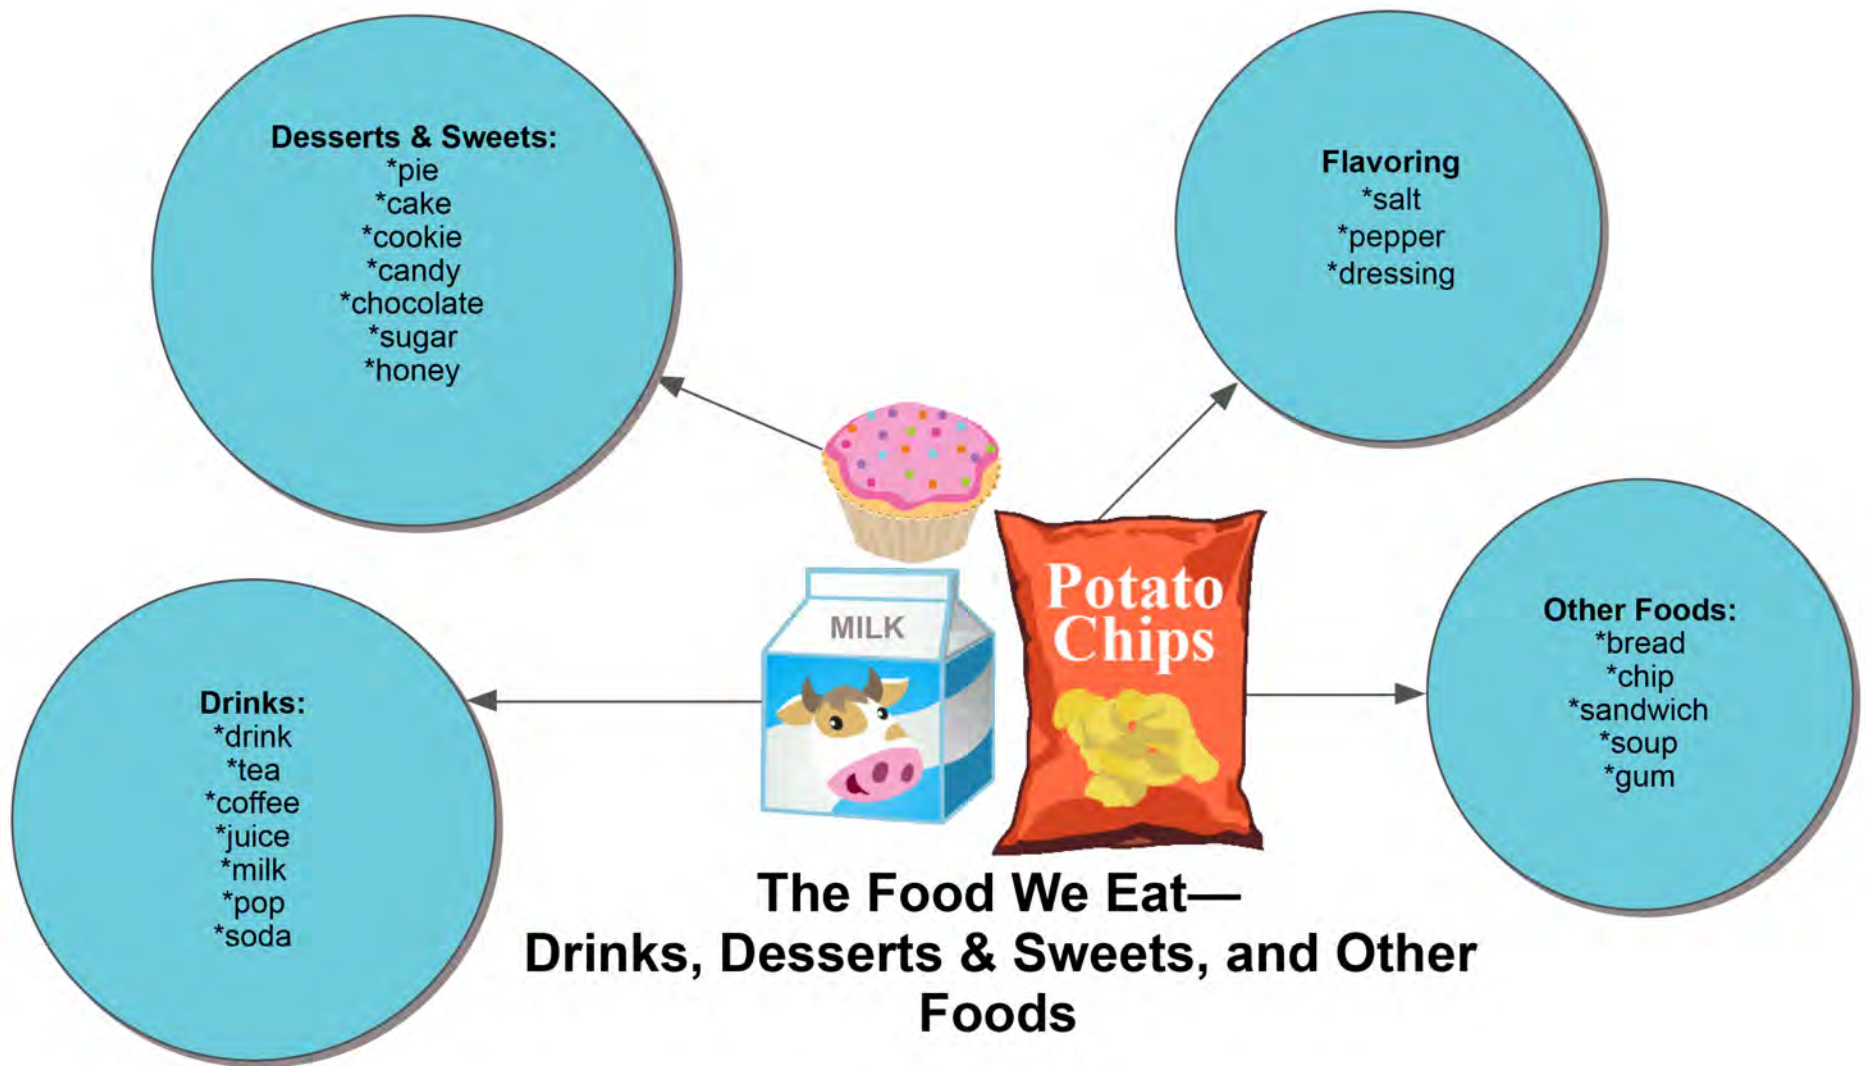 Desserts & Sweets:
*pie
*cake
*cookie
*candy
*chocolate
*sugar
*honey
Flavoring
*salt
*pepper
*dressing
Other Foods:
*bread
*chip
*sandwich
*soup
*gum
Drinks:
*drink
*tea
*coffee
*juice
*milk
*pop
*soda
MILK
Potato
Chips
The Food We Eat—
Drinks, Desserts & Sweets, and Other
Foods